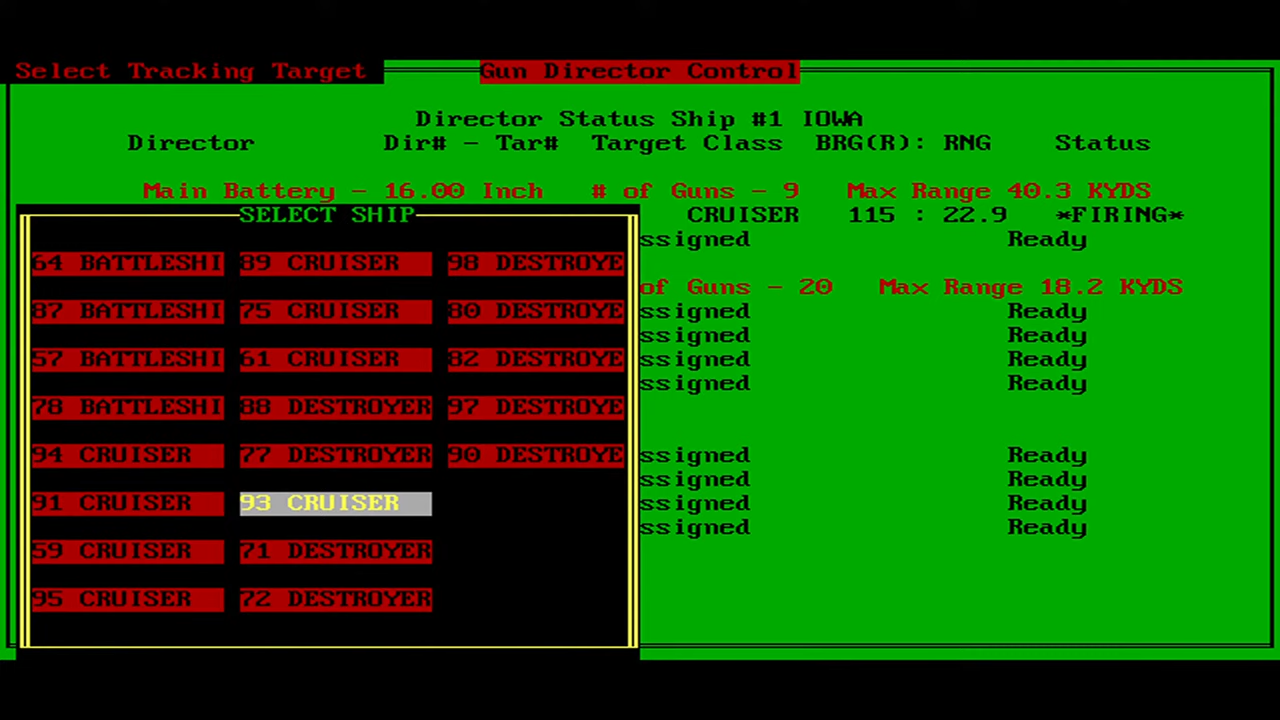 Select Tracking Target Gun Director Control
Director Status Ship #1 IOWA
Director Dir# - Tar# Target Class BRG(R): RNG Status
Main Battery - 16.00 Inch # of Guns - 9 Max Range 40.3 KYDS
SELECT SHIP CRUISER 115 : 22.9 *FIRING*
ssigned Ready
64 BATTLESHI 89 CRUISER 98 DESTROYE
of Guns - 20 Max Range 18.2 KYDS
87 BATTLESHI 75 CRUISER 80 DESTROYE ssigned Ready
ssigned Ready
57 BATTLESHI 61 CRUISER 82 DESTROYE ssigned Ready
ssigned Ready
78 BATTLESHI 88 DESTROYER 97 DESTROYE
94 CRUISER 77 DESTROYER 90 DESTROYE ssigned Ready
ssigned Ready
91 CRUISER 93 CRUISER ssigned Ready
ssigned Ready
59 CRUISER 71 DESTROYER
95 CRUISER 72 DESTROYER